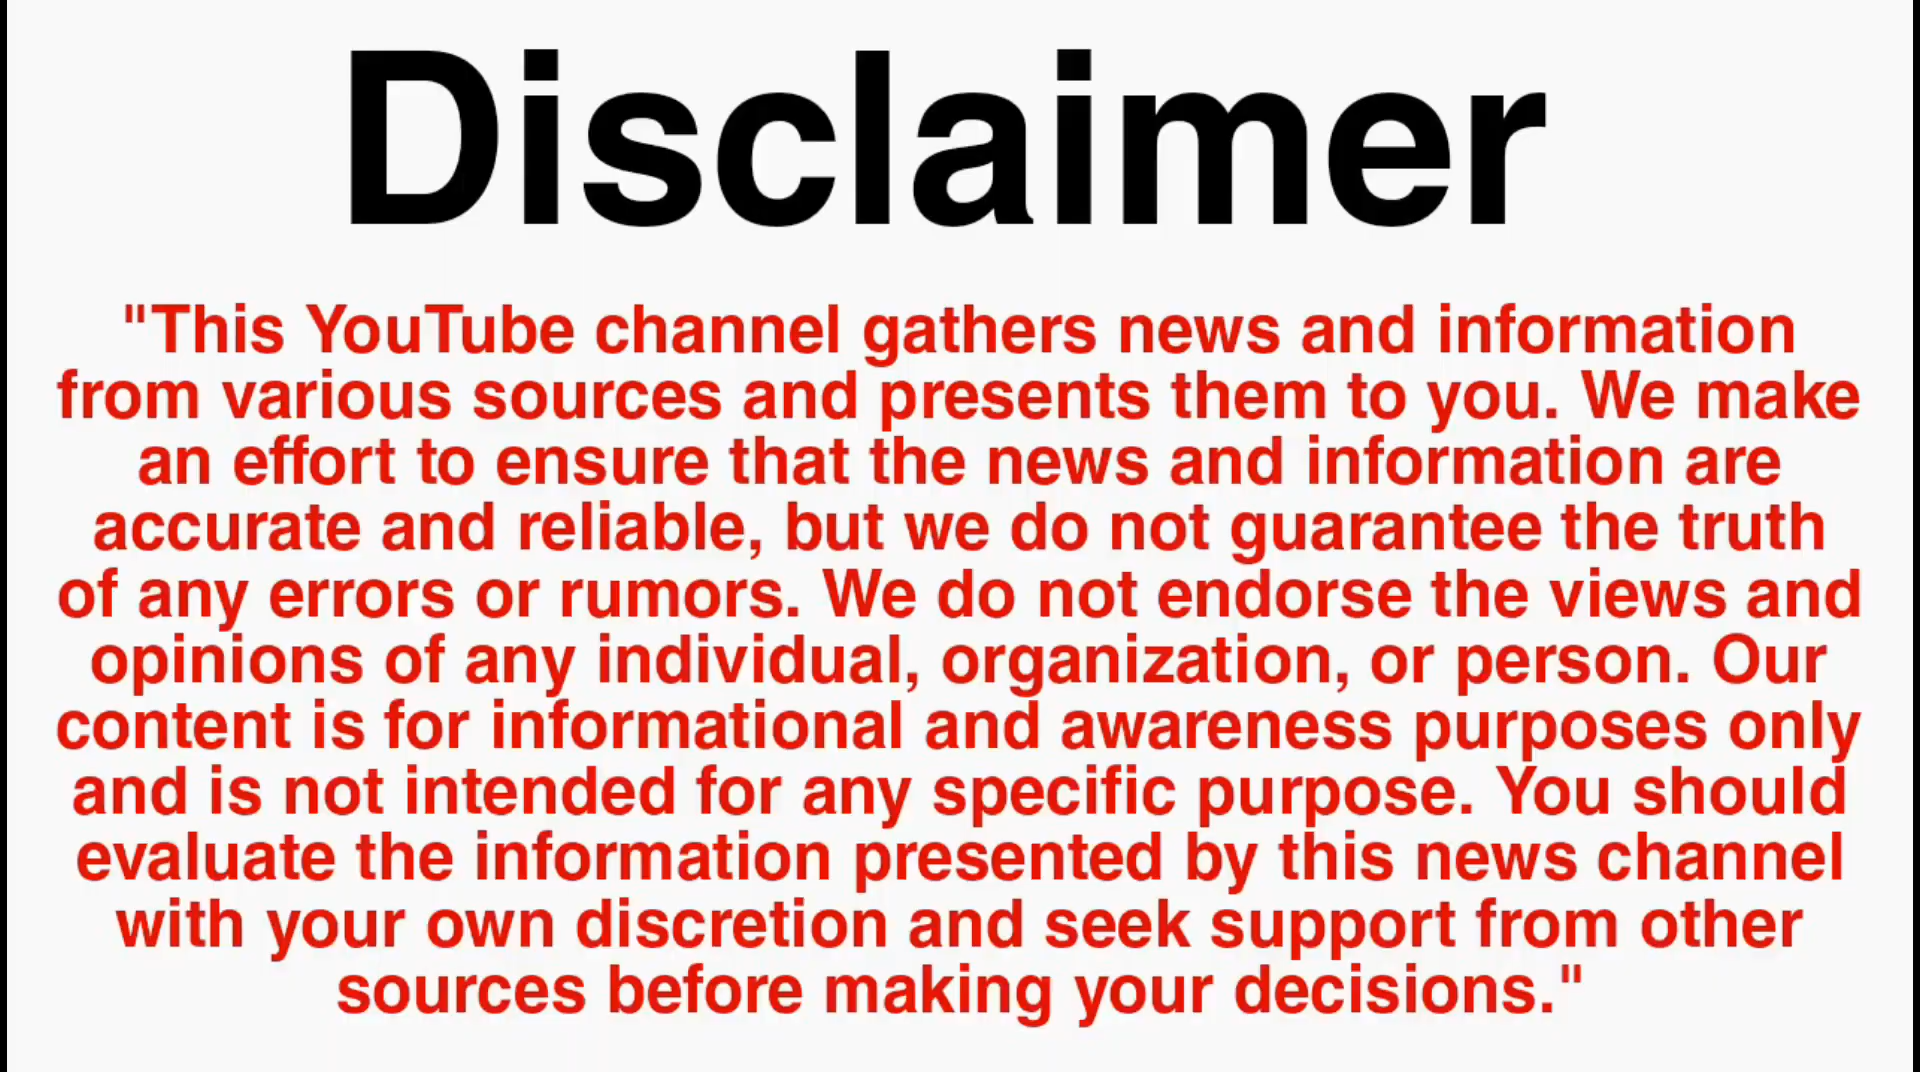 Disclaimer
"This YouTube channel gathers news and information
from various sources and presents them to you. We make
an effort to ensure that the news and information are
accurate and reliable, but we do not guarantee the truth
of any errors or rumors. We do not endorse the views and
opinions of any individual, organization, or person. Our
content is for informational and awareness purposes only
and is not intended for any specific purpose. You should
evaluate the information presented by this news channel
with your own discretion and seek support from other
sources before making your decisions."